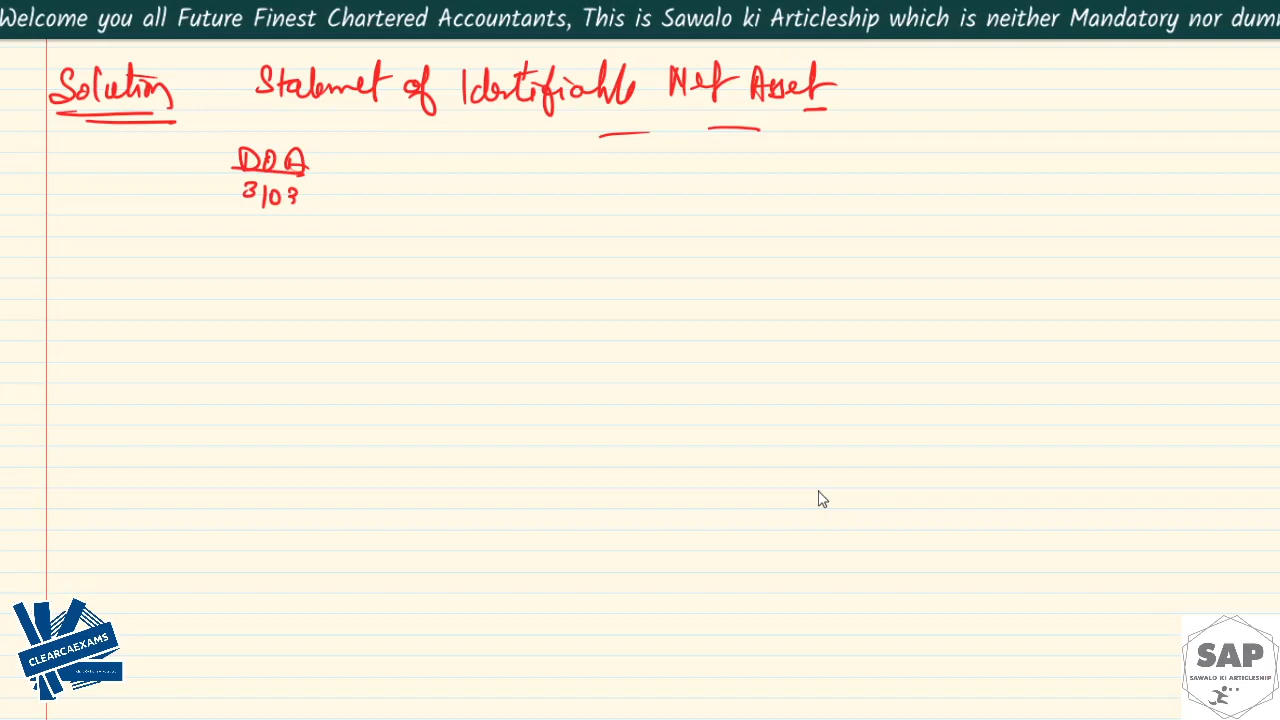 Welcome you all Future Finest Chartered Accountants, This is Sawalo ki Articleship which is neither Mandatory nor dum
Solution Statement of Identifiable Net Asset
DOA
3/03
CLEARCAEXAMS
SAP
SAWALO KI ARTICLESHIP